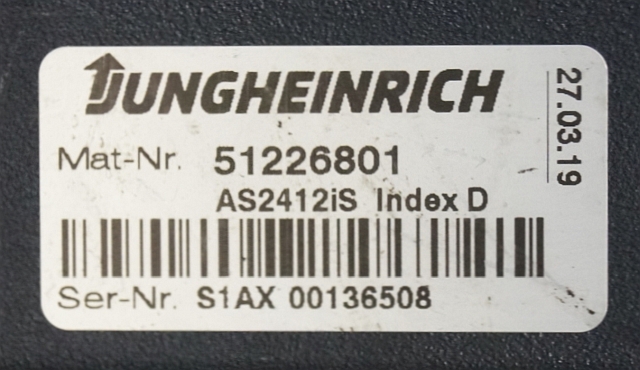 JUNGHEINRICH
27.03.19
Mat-Nr. 51226801
AS2412iS Index D
Ser-Nr. S1AX 00136508